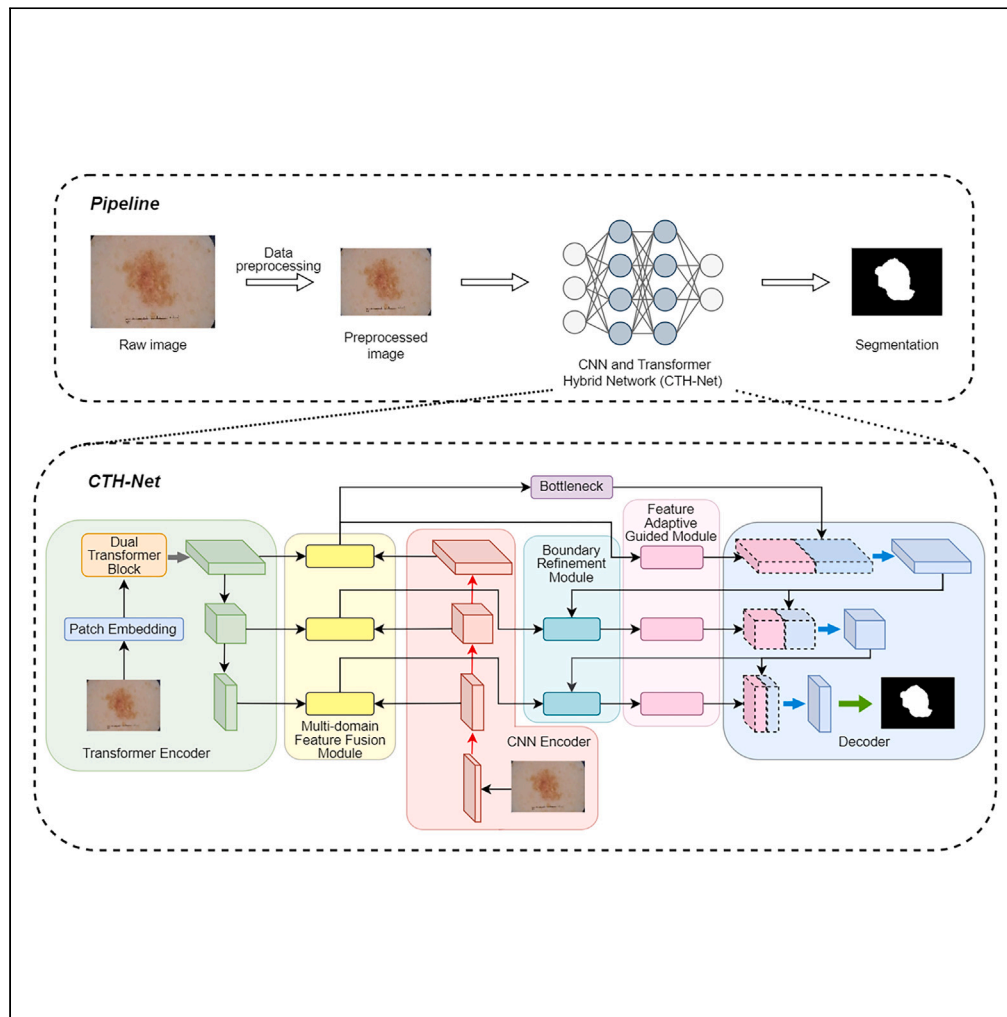 Pipeline
Data
preprocessing
Raw image
Preprocessed
image
CNN and Transformer
Hybrid Network (CTH-Net)
Segmentation
CTH-Net
Bottleneck
Feature
Adaptive
Guided Module
Dual
Transformer
Block
Boundary
Refinement
Module
Patch Embedding
Transformer Encoder
Multi-domain
Feature Fusion
Module
CNN Encoder
Decoder